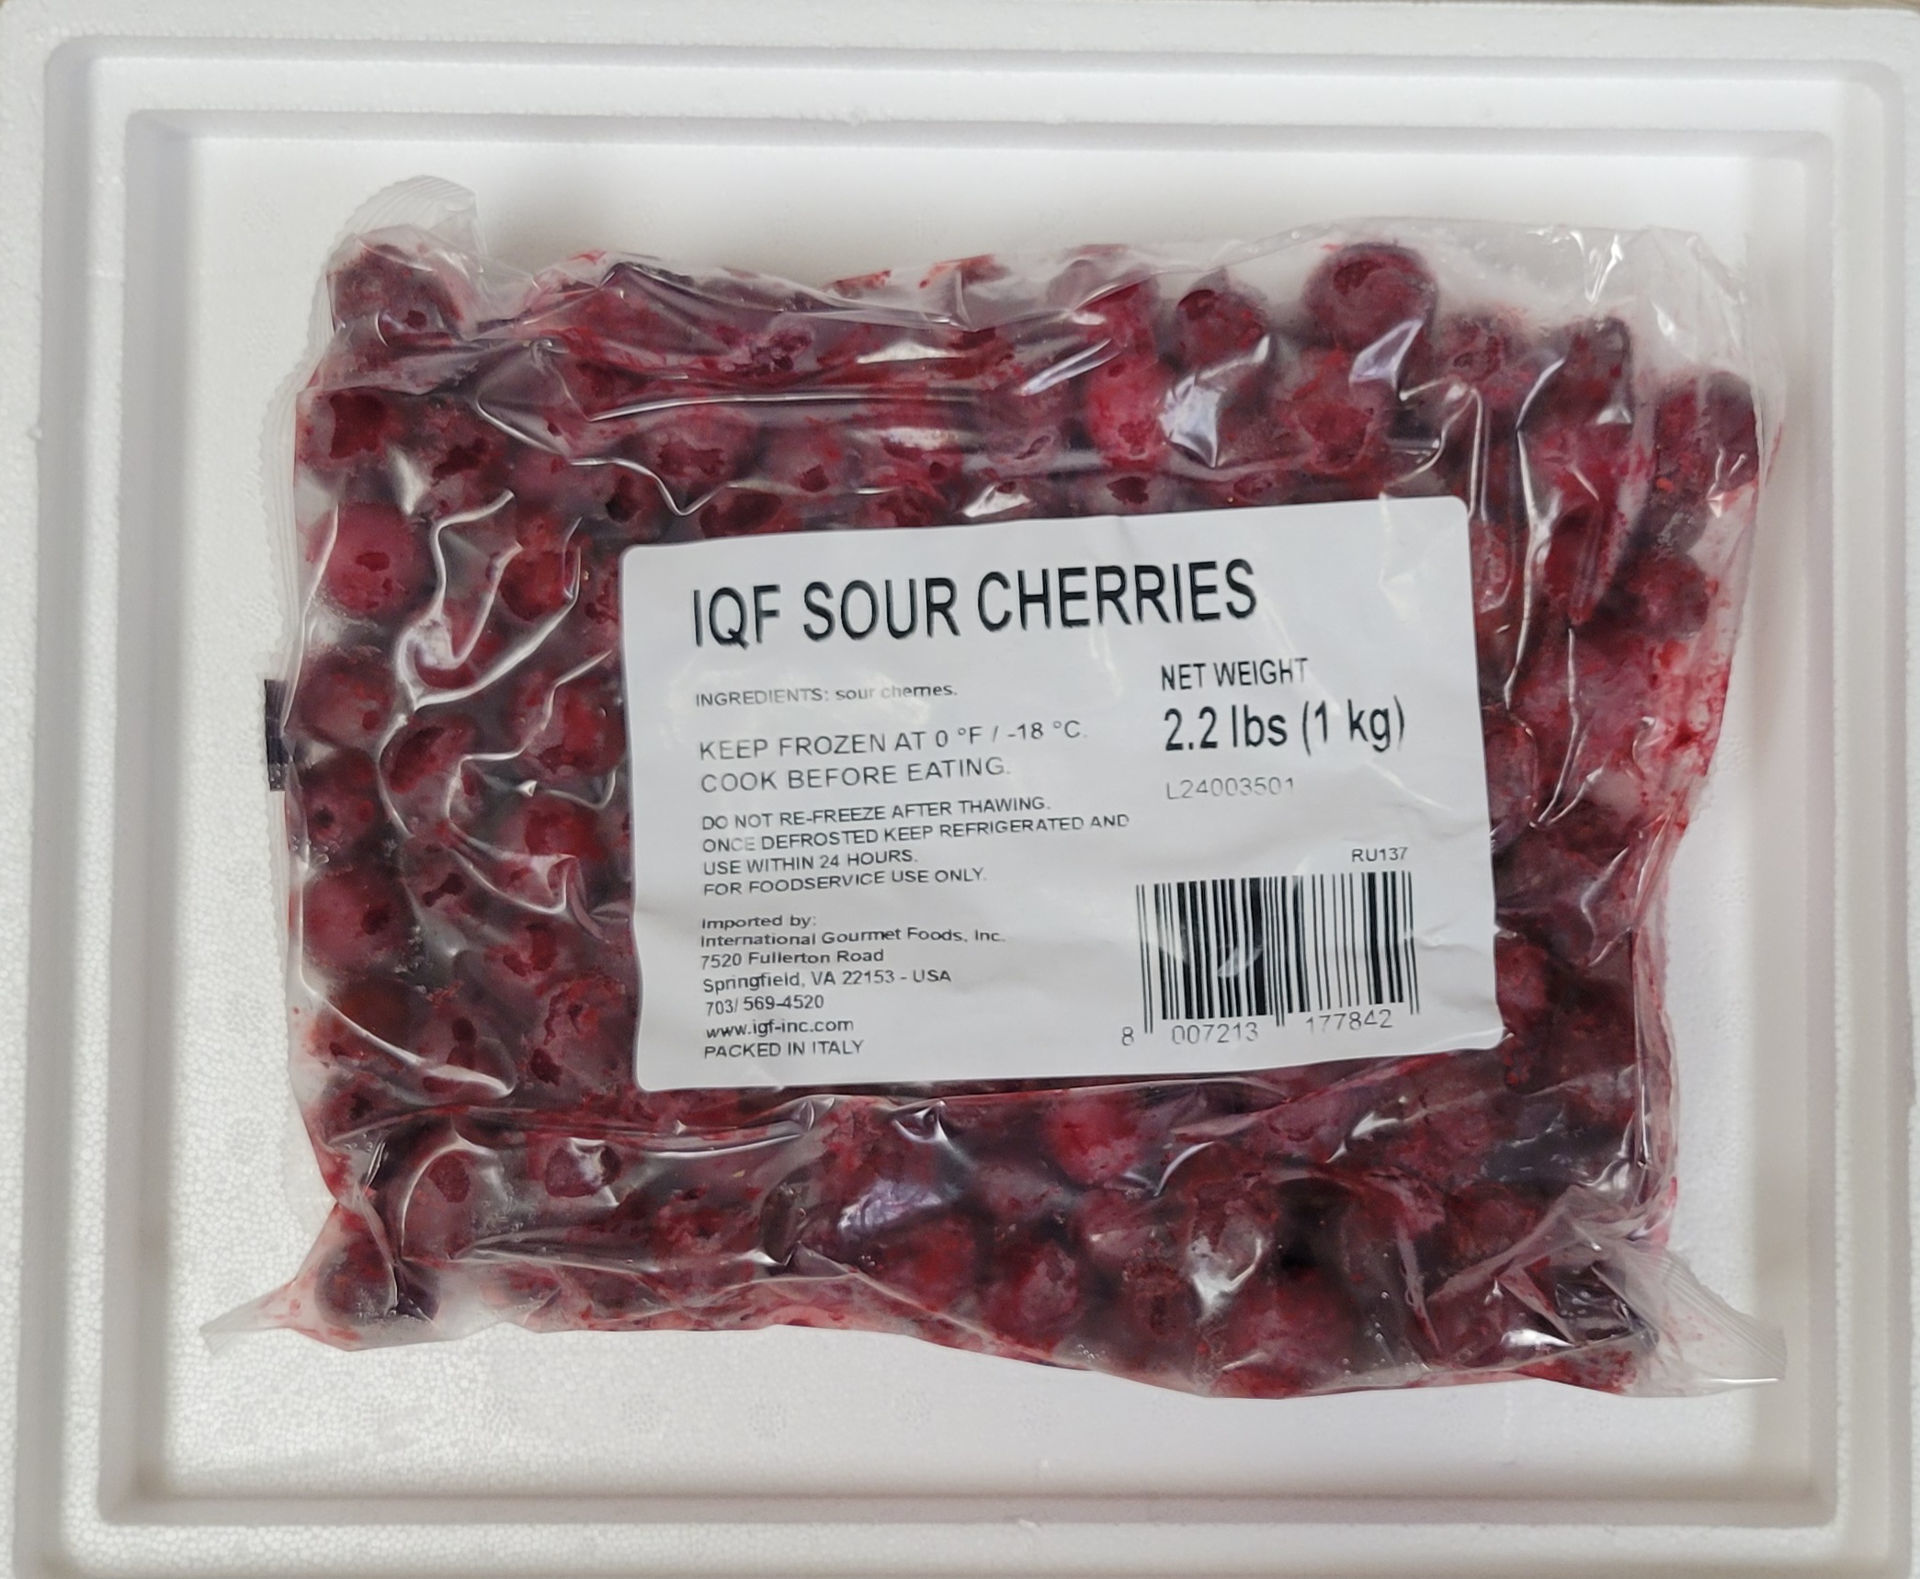 IQF SOUR CHERRIES
INGREDIENTS: sour cherries.
NET WEIGHT
2.2 lbs (1 kg)
L24003501
KEEP FROZEN AT 0 °F / -18 °C.
COOK BEFORE EATING.
DO NOT RE-FREEZE AFTER THAWING.
ONCE DEFROSTED KEEP REFRIGERATED AND
USE WITHIN 24 HOURS.
FOR FOODSERVICE USE ONLY.
Imported by:
International Gourmet Foods, Inc.
7520 Fullerton Road
Springfield, VA 22153 - USA
703/ 569-4520
www.igf-inc.com
PACKED IN ITALY
RU137
8 007213 177842